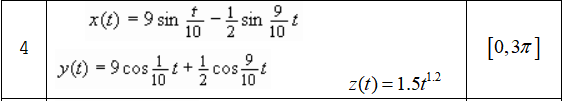 4
x(t) = 9 sin t/10 - 1/2 sin 9/10 t
y(t) = 9 cos 1/10 t + 1/2 cos 9/10 t
z(t) = 1.5t^1.2
[0, 3π]